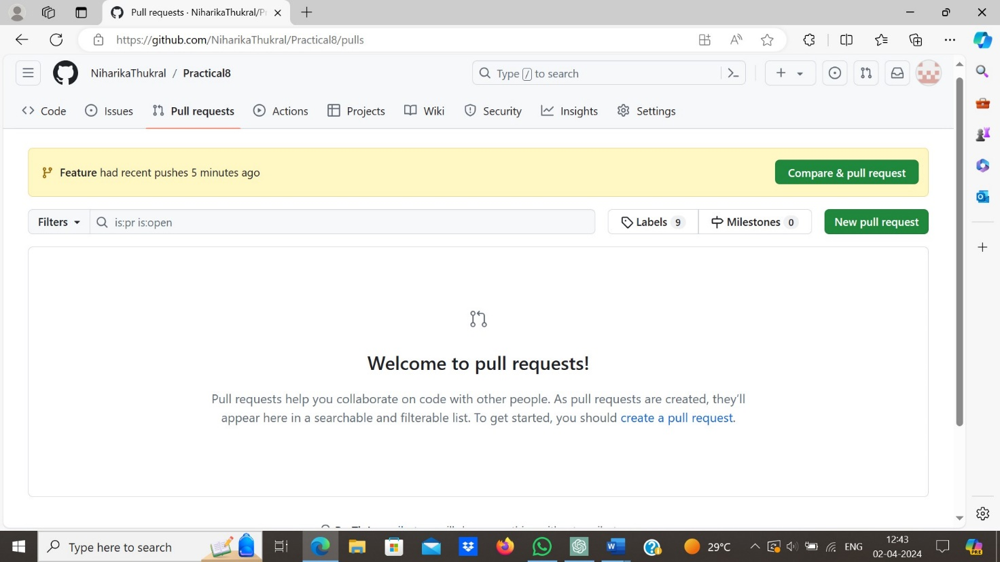 Pull requests · NiharikaThukral/Pr
https://github.com/NiharikaThukral/Practical8/pulls
NiharikaThukral / Practical8
Type / to search
Code Issues Pull requests Actions Projects Wiki Security Insights Settings
Feature had recent pushes 5 minutes ago
Compare & pull request
Filters is:pr is:open Labels 9 Milestones 0 New pull request
Welcome to pull requests!
Pull requests help you collaborate on code with other people. As pull requests are created, they'll
appear here in a searchable and filterable list. To get started, you should create a pull request.
Type here to search
29°C
ENG
12:43
02-04-2024
PRE